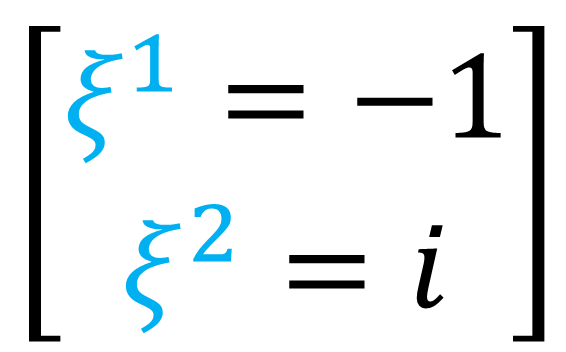 ξ¹ = −1
ξ² = i